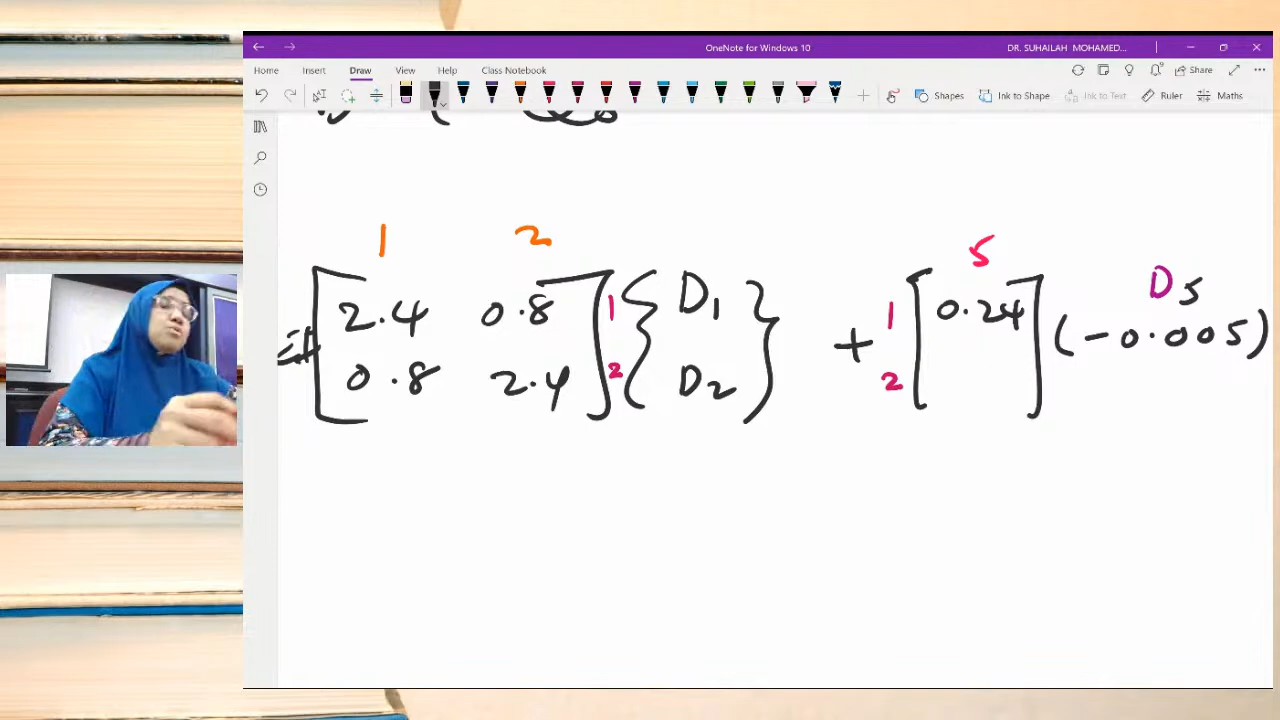 OneNote for Windows 10
DR. SUHAILAH MOHAMED...
Home Insert Draw View Help Class Notebook
Share
Shapes Ink to Shape Ink to Text Ruler Maths
1 2 5
2.4 0.8 1 D1 1 0.24 D5
+ (-0.005)
0.8 2.4 2 D2 2